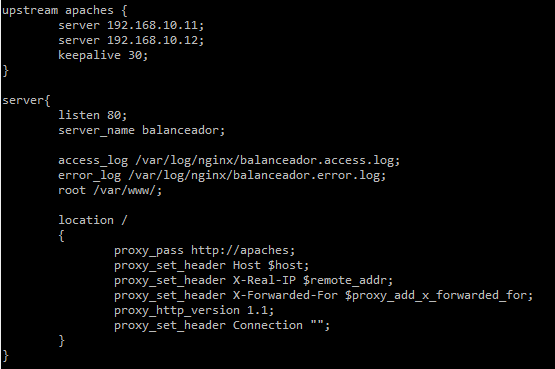 upstream apaches {
        server 192.168.10.11;
        server 192.168.10.12;
        keepalive 30;
}

server{
        listen 80;
        server_name balanceador;

        access_log /var/log/nginx/balanceador.access.log;
        error_log /var/log/nginx/balanceador.error.log;
        root /var/www/;

        location /
        {
                proxy_pass http://apaches;
                proxy_set_header Host $host;
                proxy_set_header X-Real-IP $remote_addr;
                proxy_set_header X-Forwarded-For $proxy_add_x_forwarded_for;
                proxy_http_version 1.1;
                proxy_set_header Connection "";
        }
}